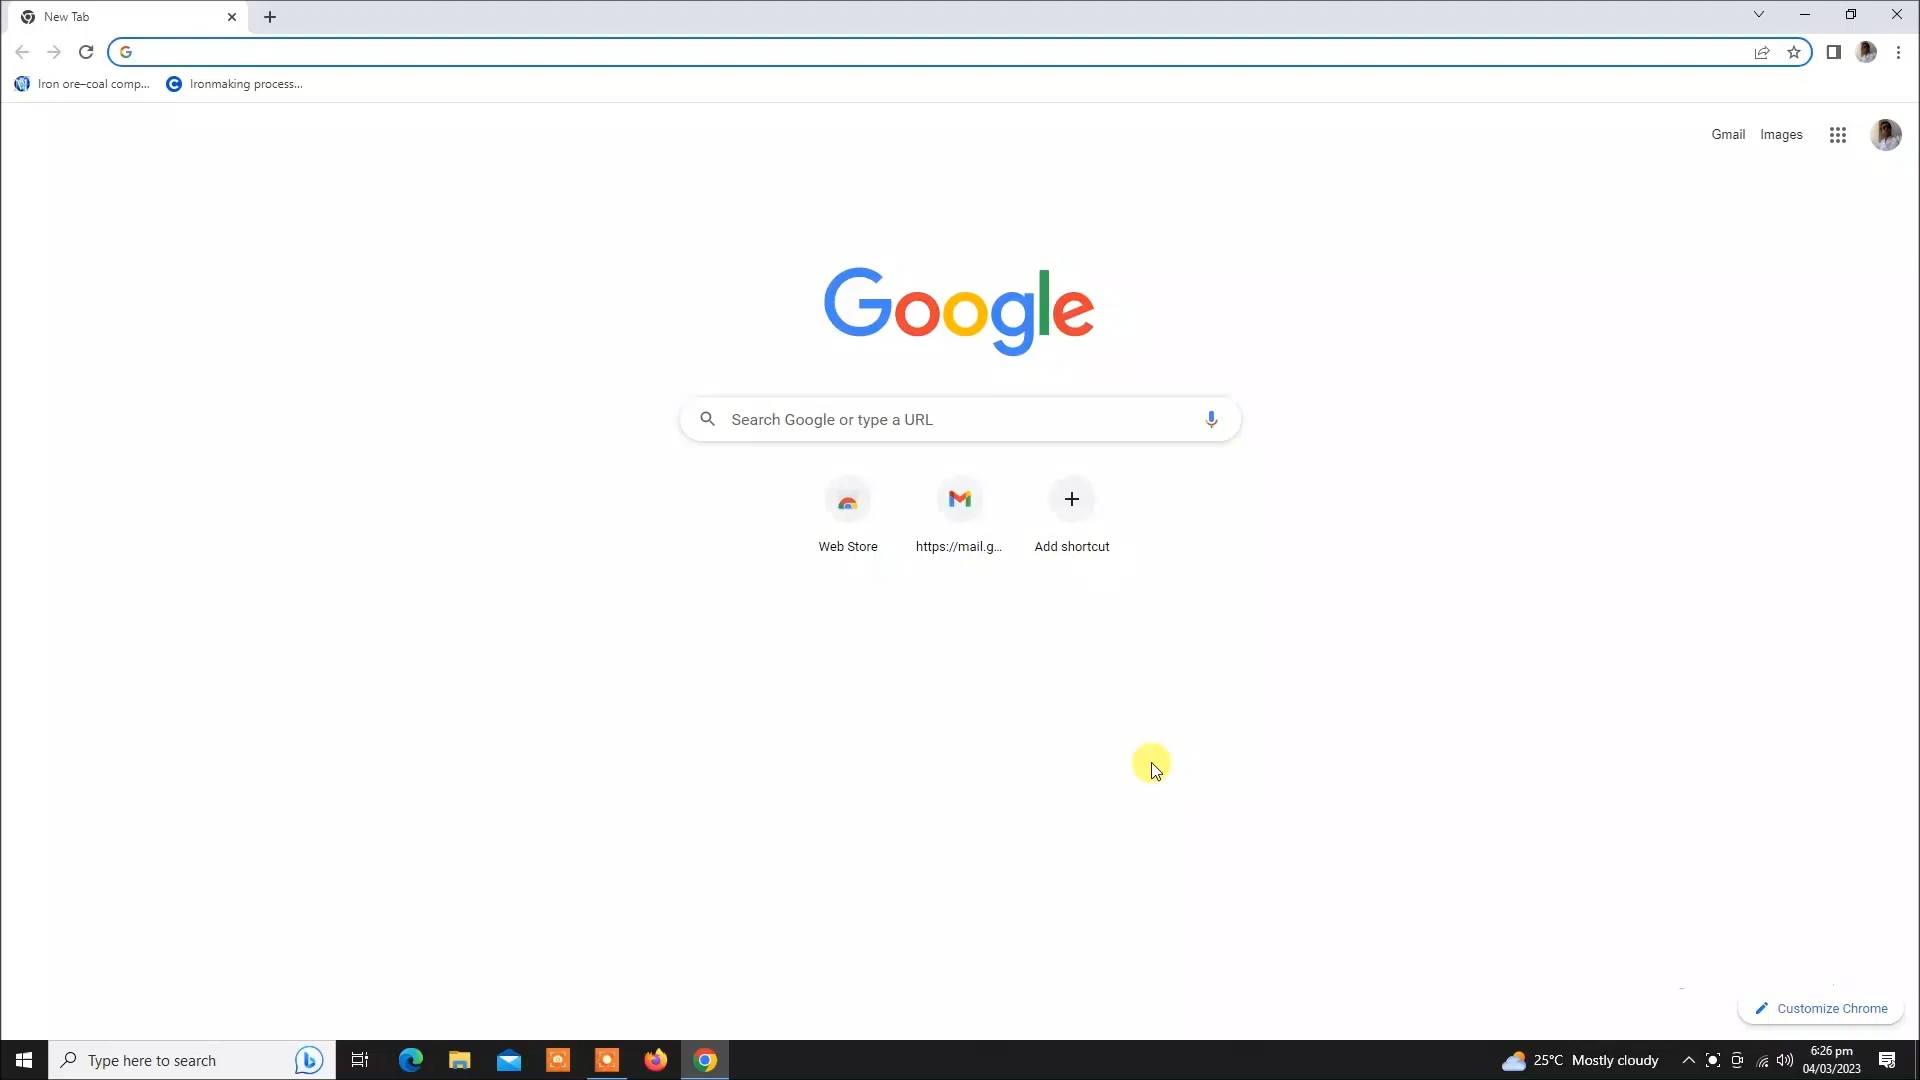 New Tab
Iron ore–coal comp...
Ironmaking process...
Gmail
Images
Google
Search Google or type a URL
Web Store
https://mail.g...
Add shortcut
Customize Chrome
Type here to search
25°C Mostly cloudy
6:26 pm
04/03/2023